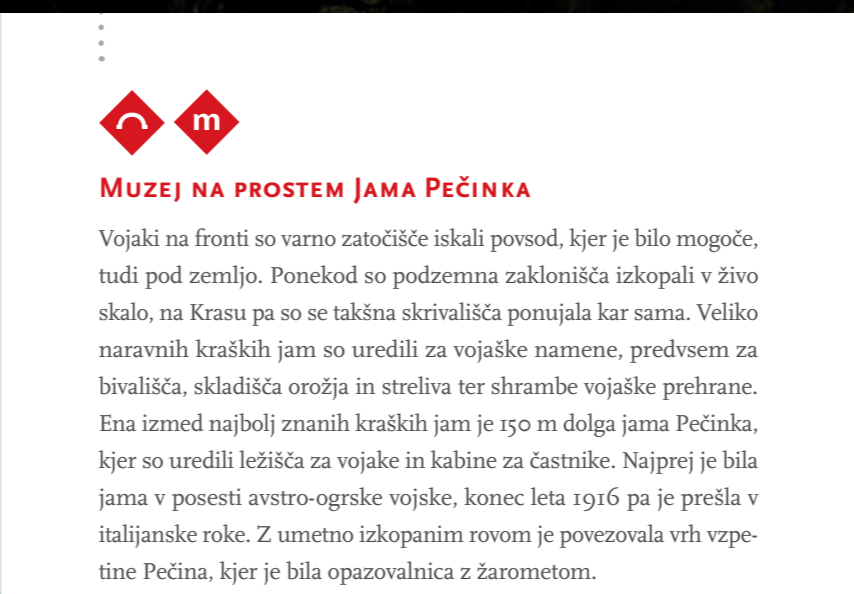 m
Muzej na prostem Jama Pečinka
Vojaki na fronti so varno zatočišče iskali povsod, kjer je bilo mogoče,
tudi pod zemljo. Ponekod so podzemna zaklonišča izkopali v živo
skalo, na Krasu pa so se takšna skrivališča ponujala kar sama. Veliko
naravnih kraških jam so uredili za vojaške namene, predvsem za
bivališča, skladišča orožja in streliva ter shrambe vojaške prehrane.
Ena izmed najbolj znanih kraških jam je 150 m dolga jama Pečinka,
kjer so uredili ležišča za vojake in kabine za častnike. Najprej je bila
jama v posesti avstro-ogrske vojske, konec leta 1916 pa je prešla v
italijanske roke. Z umetno izkopanim rovom je povezovala vrh vzpe-
tine Pečina, kjer je bila opazovalnica z žarometom.